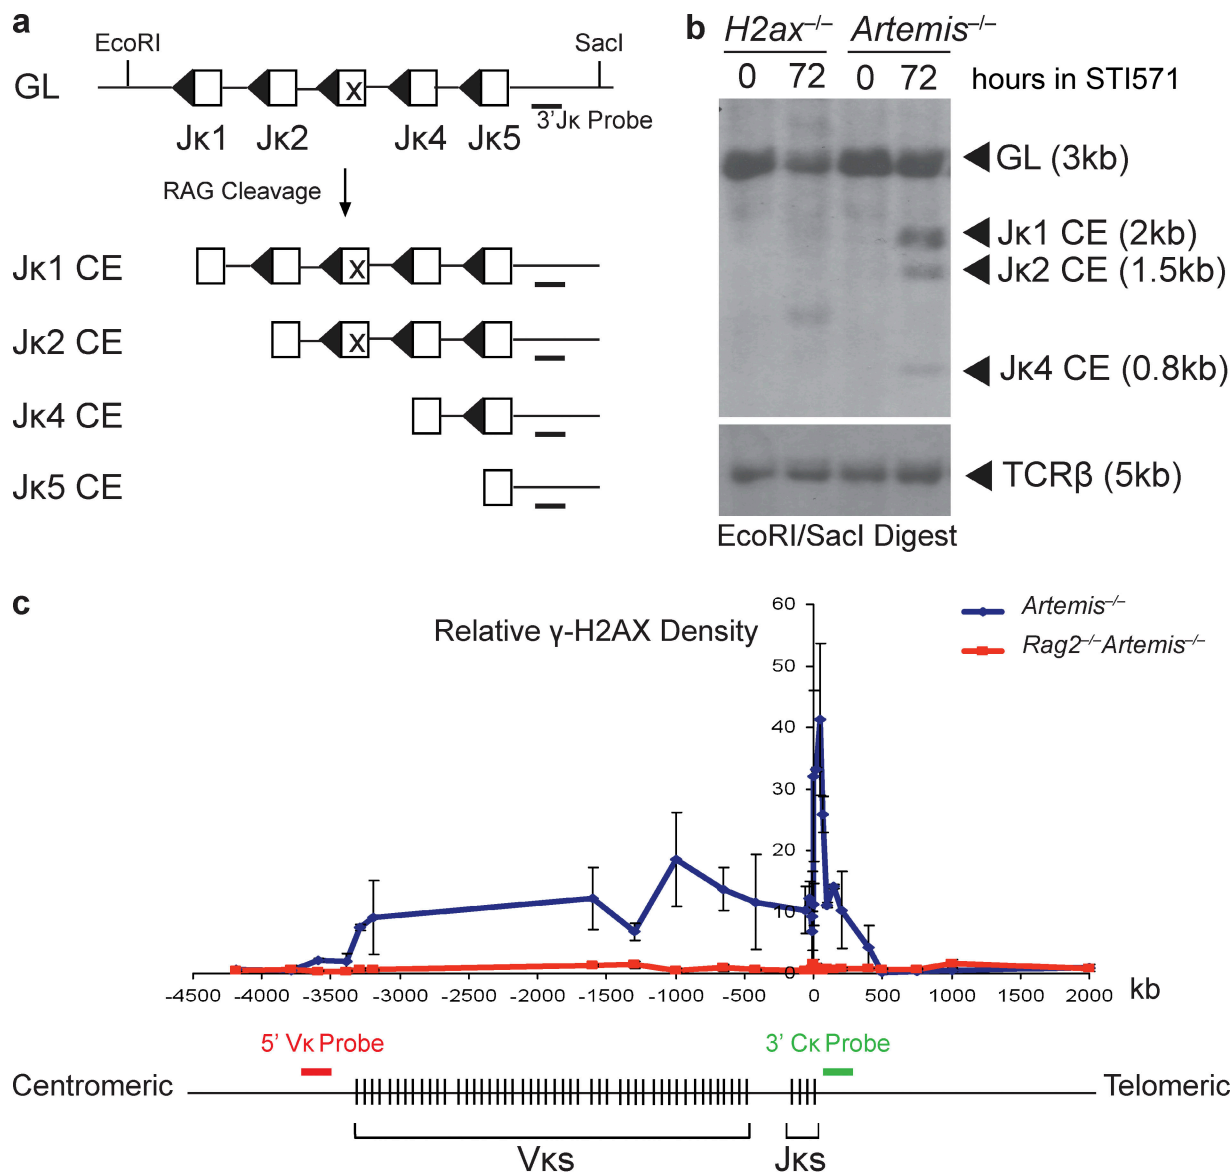 a
EcoRI
SacI
GL
x
3'Jκ Probe
Jκ1 Jκ2 Jκ4 Jκ5
RAG Cleavage
Jκ1 CE
x
Jκ2 CE
x
Jκ4 CE
Jκ5 CE
b
H2ax–/– Artemis–/–
0 72 0 72 hours in STI571
GL (3kb)
Jκ1 CE (2kb)
Jκ2 CE (1.5kb)
Jκ4 CE (0.8kb)
TCRβ (5kb)
EcoRI/SacI Digest
c
Relative γ-H2AX Density
Artemis–/–
Rag2–/–Artemis–/–
60
50
40
30
20
10
0
-4500 -4000 -3500 -3000 -2500 -2000 -1500 -1000 -500 0 500 1000 1500 2000 kb
5' Vκ Probe
3' Cκ Probe
Centromeric
Telomeric
Vκs
Jκs